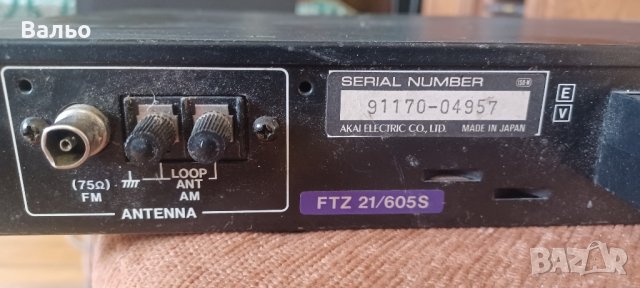 Вальо
SERIAL NUMBER
91170-04957
AKAI ELECTRIC CO., LTD. MADE IN JAPAN
E
V
(75Ω)
FM
LOOP
ANT
AM
ANTENNA
FTZ 21/605S
BAZAR